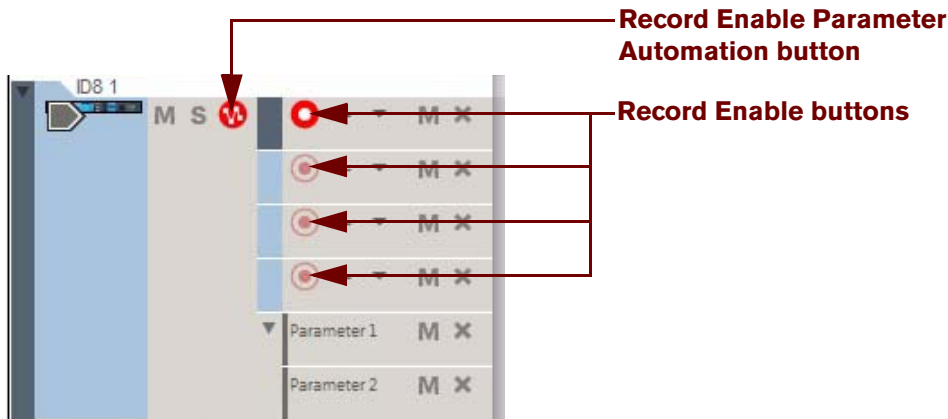 Record Enable Parameter
Automation button
ID8 1
M S M ×
Record Enable buttons
M ×
M ×
M ×
Parameter 1 M ×
Parameter 2 M ×